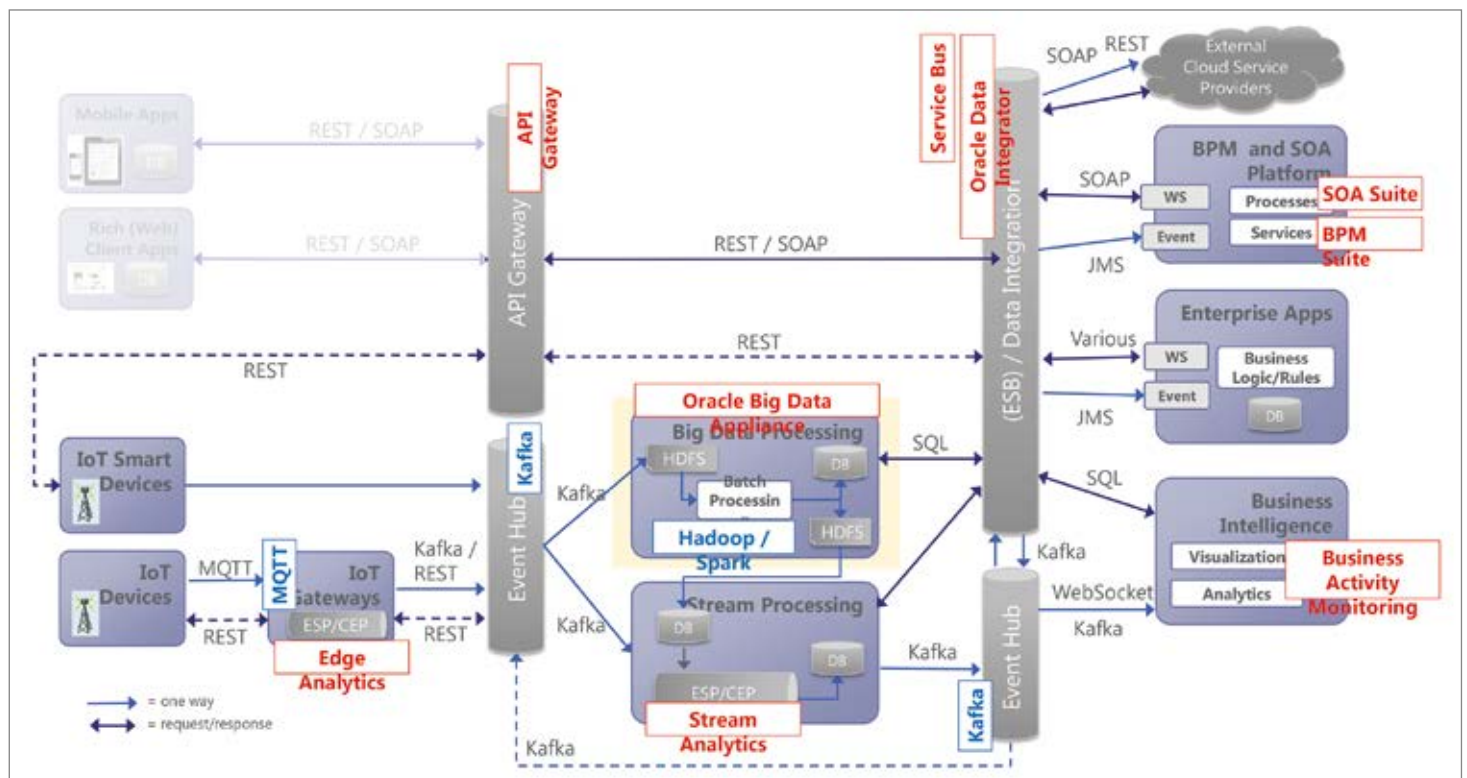 Service Bus
Oracle Data
Integrator
SOAP
REST
External
Cloud Service
Providers
Mobile Apps
REST / SOAP
API
Gateway
BPM and SOA
Platform
SOAP
WS
Processes
SOA Suite
Event
Services
BPM
Suite
JMS
Rich (Web)
Client Apps
DB
REST / SOAP
REST / SOAP
API Gateway
(ESB) / Data Integration
Enterprise Apps
Various
WS
Business
Logic/Rules
Event
DB
JMS
REST
REST
Oracle Big Data
Appliance
Big Data Processing
HDFS
DB
Batch
Processin
HDFS
Hadoop /
Spark
SQL
SQL
IoT Smart
Devices
Kafka
Event Hub
Kafka
Business
Intelligence
Visualization
Analytics
Business
Activity
Monitoring
IoT
Devices
MQTT
MQTT
REST
IoT
Gateways
ESP/CEP
Edge
Analytics
Kafka /
REST
REST
Kafka
Stream Processing
DB
DB
ESP/CEP
Stream
Analytics
Kafka
Kafka
WebSocket
Kafka
Event Hub
Kafka
Kafka
= one way
= request/response